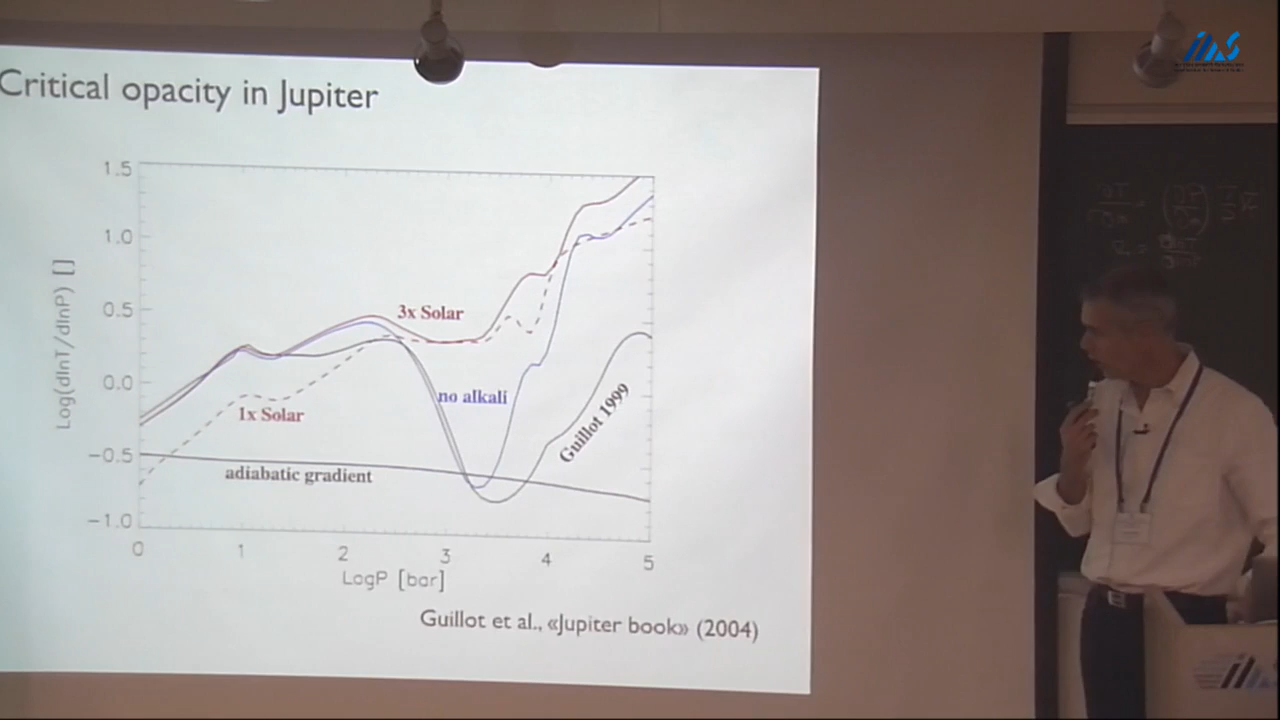 Critical opacity in Jupiter
1.5
1.0
0.5
0.0
−0.5
−1.0
Log(dlnT/dlnP) []
3x Solar
no alkali
1x Solar
Guillot 1999
adiabatic gradient
0 1 2 3 4 5
LogP [bar]
Guillot et al., «Jupiter book» (2004)